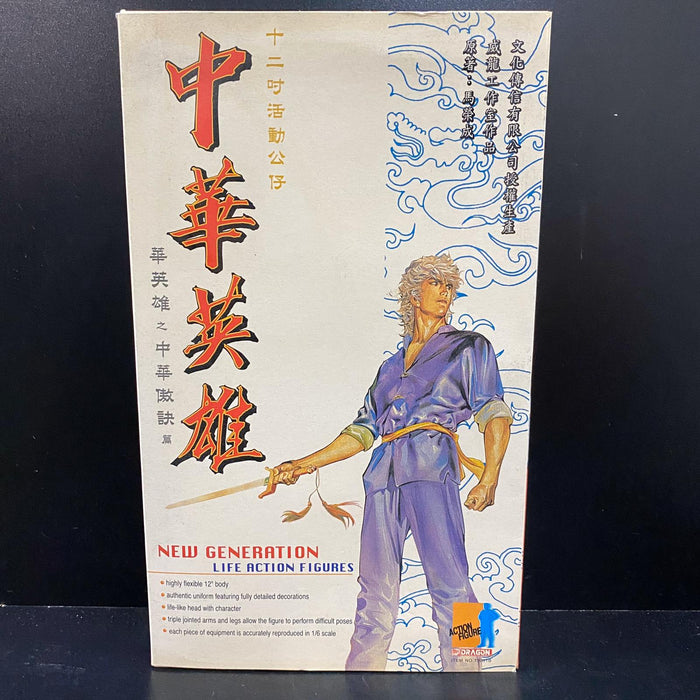 文化傳信有限公司授權生產
威龍工作室作品
原著：馬榮成
十二吋活動公仔
中華英雄
華英雄之中華傲訣篇
NEW GENERATION
LIFE ACTION FIGURES
• highly flexible 12" body
• authentic uniform featuring fully detailed decorations
• life-like head with character
• triple jointed arms and legs allow the figure to perform difficult poses
• each piece of equipment is accurately reproduced in 1/6 scale
ACTION
FIGURE
DRAGON
ITEM NO.